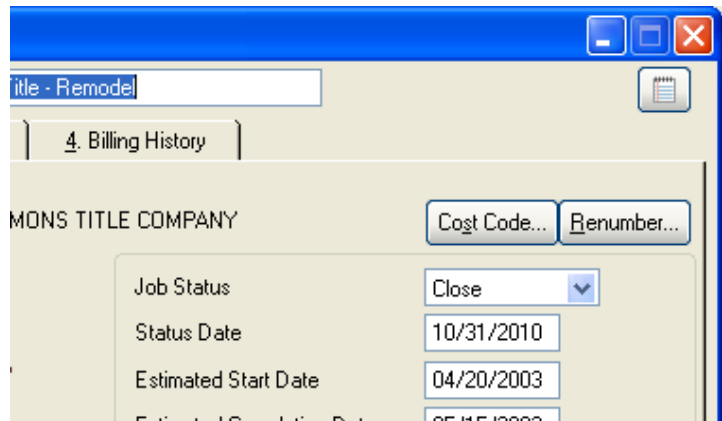 Title - Remodel
4. Billing History
MONS TITLE COMPANY
Cost Code... Renumber...
Job Status Close
Status Date 10/31/2010
Estimated Start Date 04/20/2003